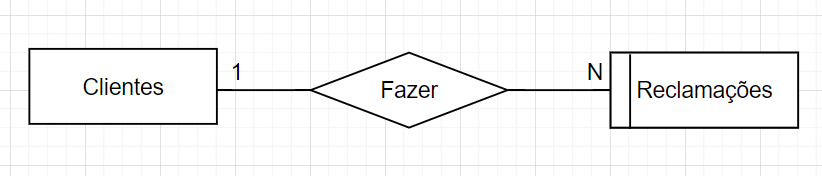 Clientes
1
Fazer
N
Reclamações